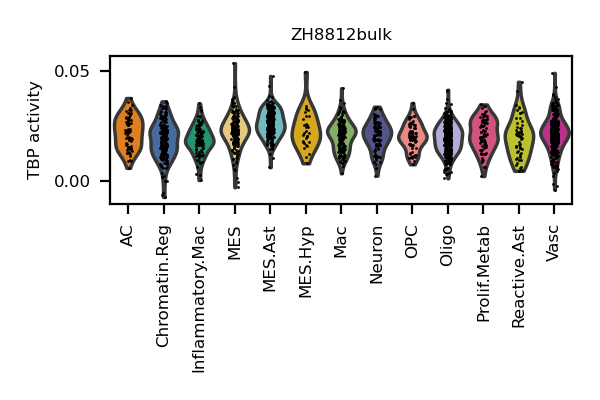 ZH8812bulk
TBP activity
0.05
0.00
AC
Chromatin.Reg
Inflammatory.Mac
MES
MES.Ast
MES.Hyp
Mac
Neuron
OPC
Oligo
Prolif.Metab
Reactive.Ast
Vasc